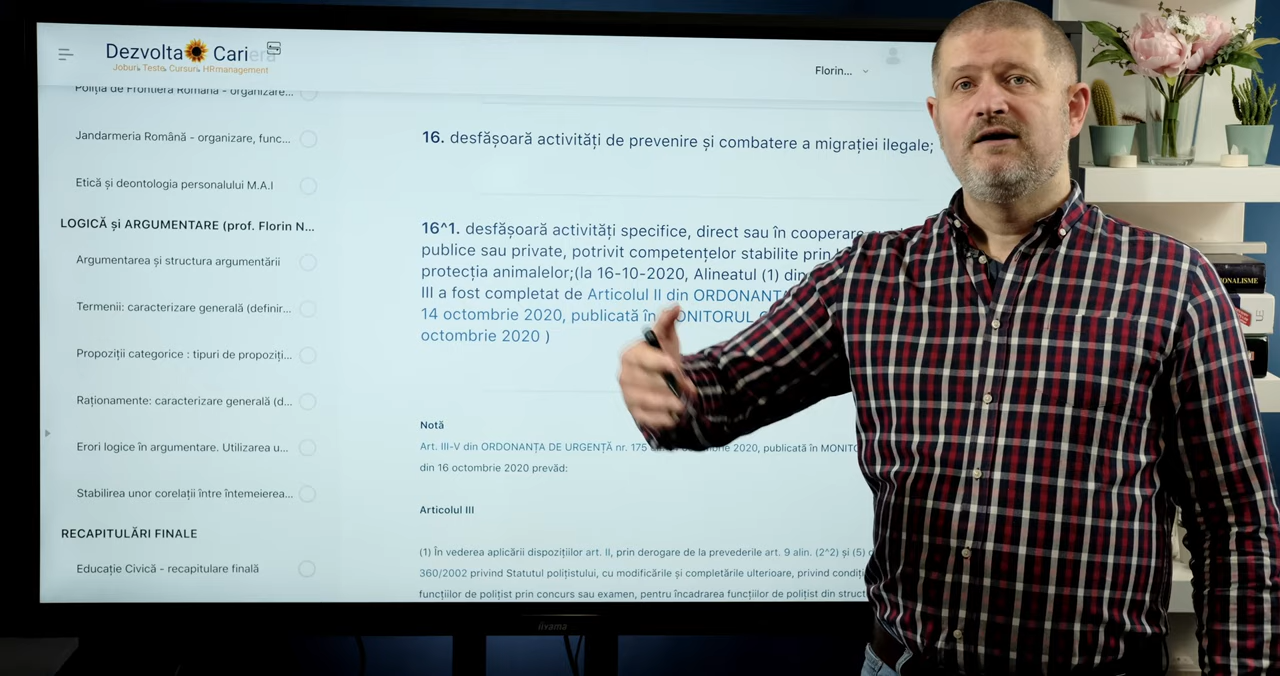 Dezvolta Cariera
Joburi. Teste. Cursuri. HRmanagement
Florin...
Poliția de Frontieră Română - organizare...
Jandarmeria Română - organizare, func...
Etică și deontologia personalului M.A.I
LOGICĂ și ARGUMENTARE (prof. Florin N...
Argumentarea și structura argumentării
Termenii: caracterizare generală (definir...
Propoziții categorice : tipuri de propoziți...
Raționamente: caracterizare generală (d...
Erori logice în argumentare. Utilizarea u...
Stabilirea unor corelații între întemeierea...
RECAPITULĂRI FINALE
Educație Civică - recapitulare finală
16. desfășoară activități de prevenire și combatere a migrației ilegale;
16^1. desfășoară activități specifice, direct sau în cooperare
publice sau private, potrivit competențelor stabilite prin
protecția animalelor;(la 16-10-2020, Alineatul (1) din
III a fost completat de Articolul II din ORDONANȚA
14 octombrie 2020, publicată în MONITORUL
octombrie 2020 )
Notă
Art. III-V din ORDONANȚA DE URGENȚĂ nr. 175 2020, publicată în
din 16 octombrie 2020 prevăd:
Articolul III
(1) În vederea aplicării dispozițiilor art. II, prin derogare de la prevederile art. 9 alin. (2^2) și (5)
360/2002 privind Statutul polițistului, cu modificările și completările ulterioare, privind
funcțiilor de polițist prin concurs sau examen, pentru încadrarea funcțiilor de polițist din
iiyama